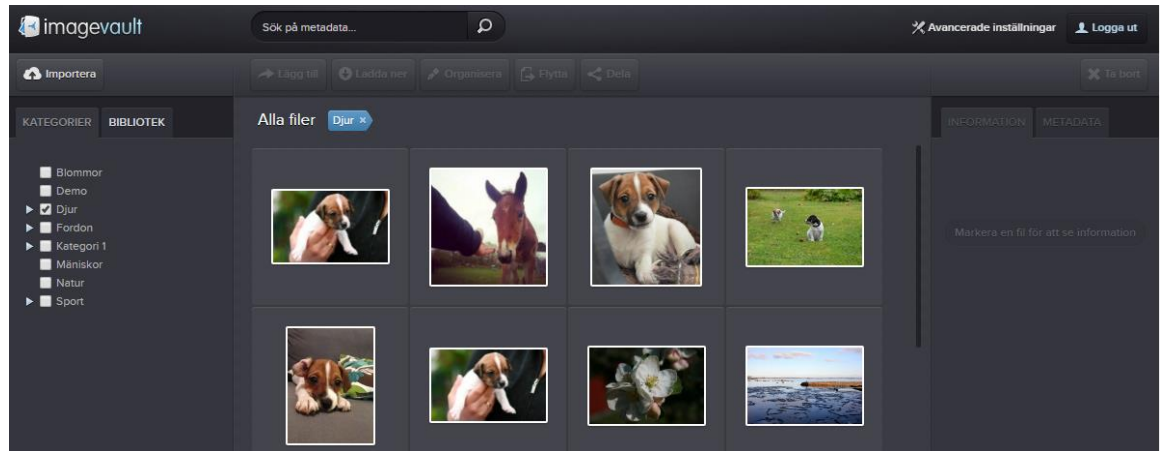 imagevault
Sök på metadata...
Avancerade inställningar
Logga ut
Importera
Lägg till
Ladda ner
Organisera
Flytta
Dela
Ta bort
KATEGORIER
BIBLIOTEK
Alla filer
Djur ×
INFORMATION
METADATA
Blommor
Demo
Djur
Fordon
Kategori 1
Mäniskor
Natur
Sport
Markera en fil för att se information